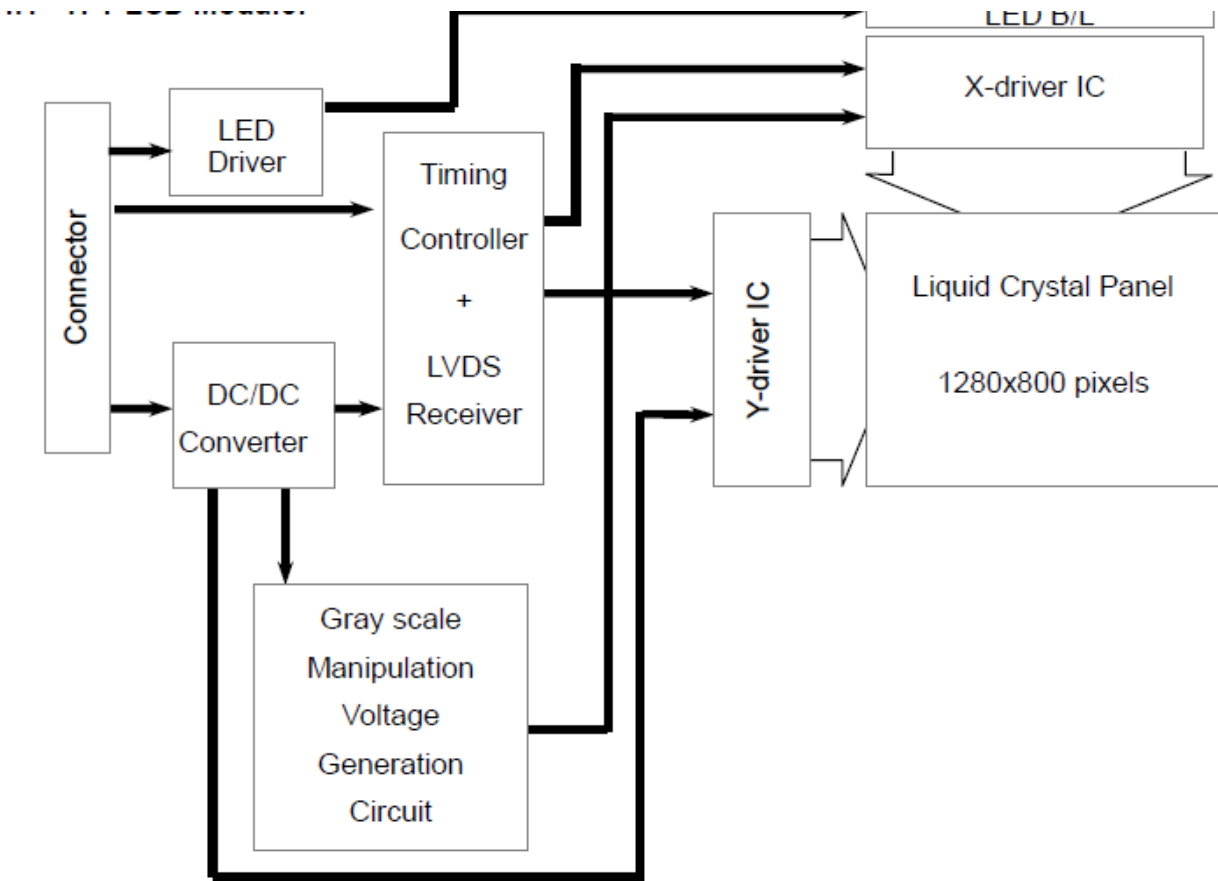 LED B/L
X-driver IC
LED
Driver
Timing
Controller
+
LVDS
Receiver
Connector
Y-driver IC
Liquid Crystal Panel
1280x800 pixels
DC/DC
Converter
Gray scale
Manipulation
Voltage
Generation
Circuit